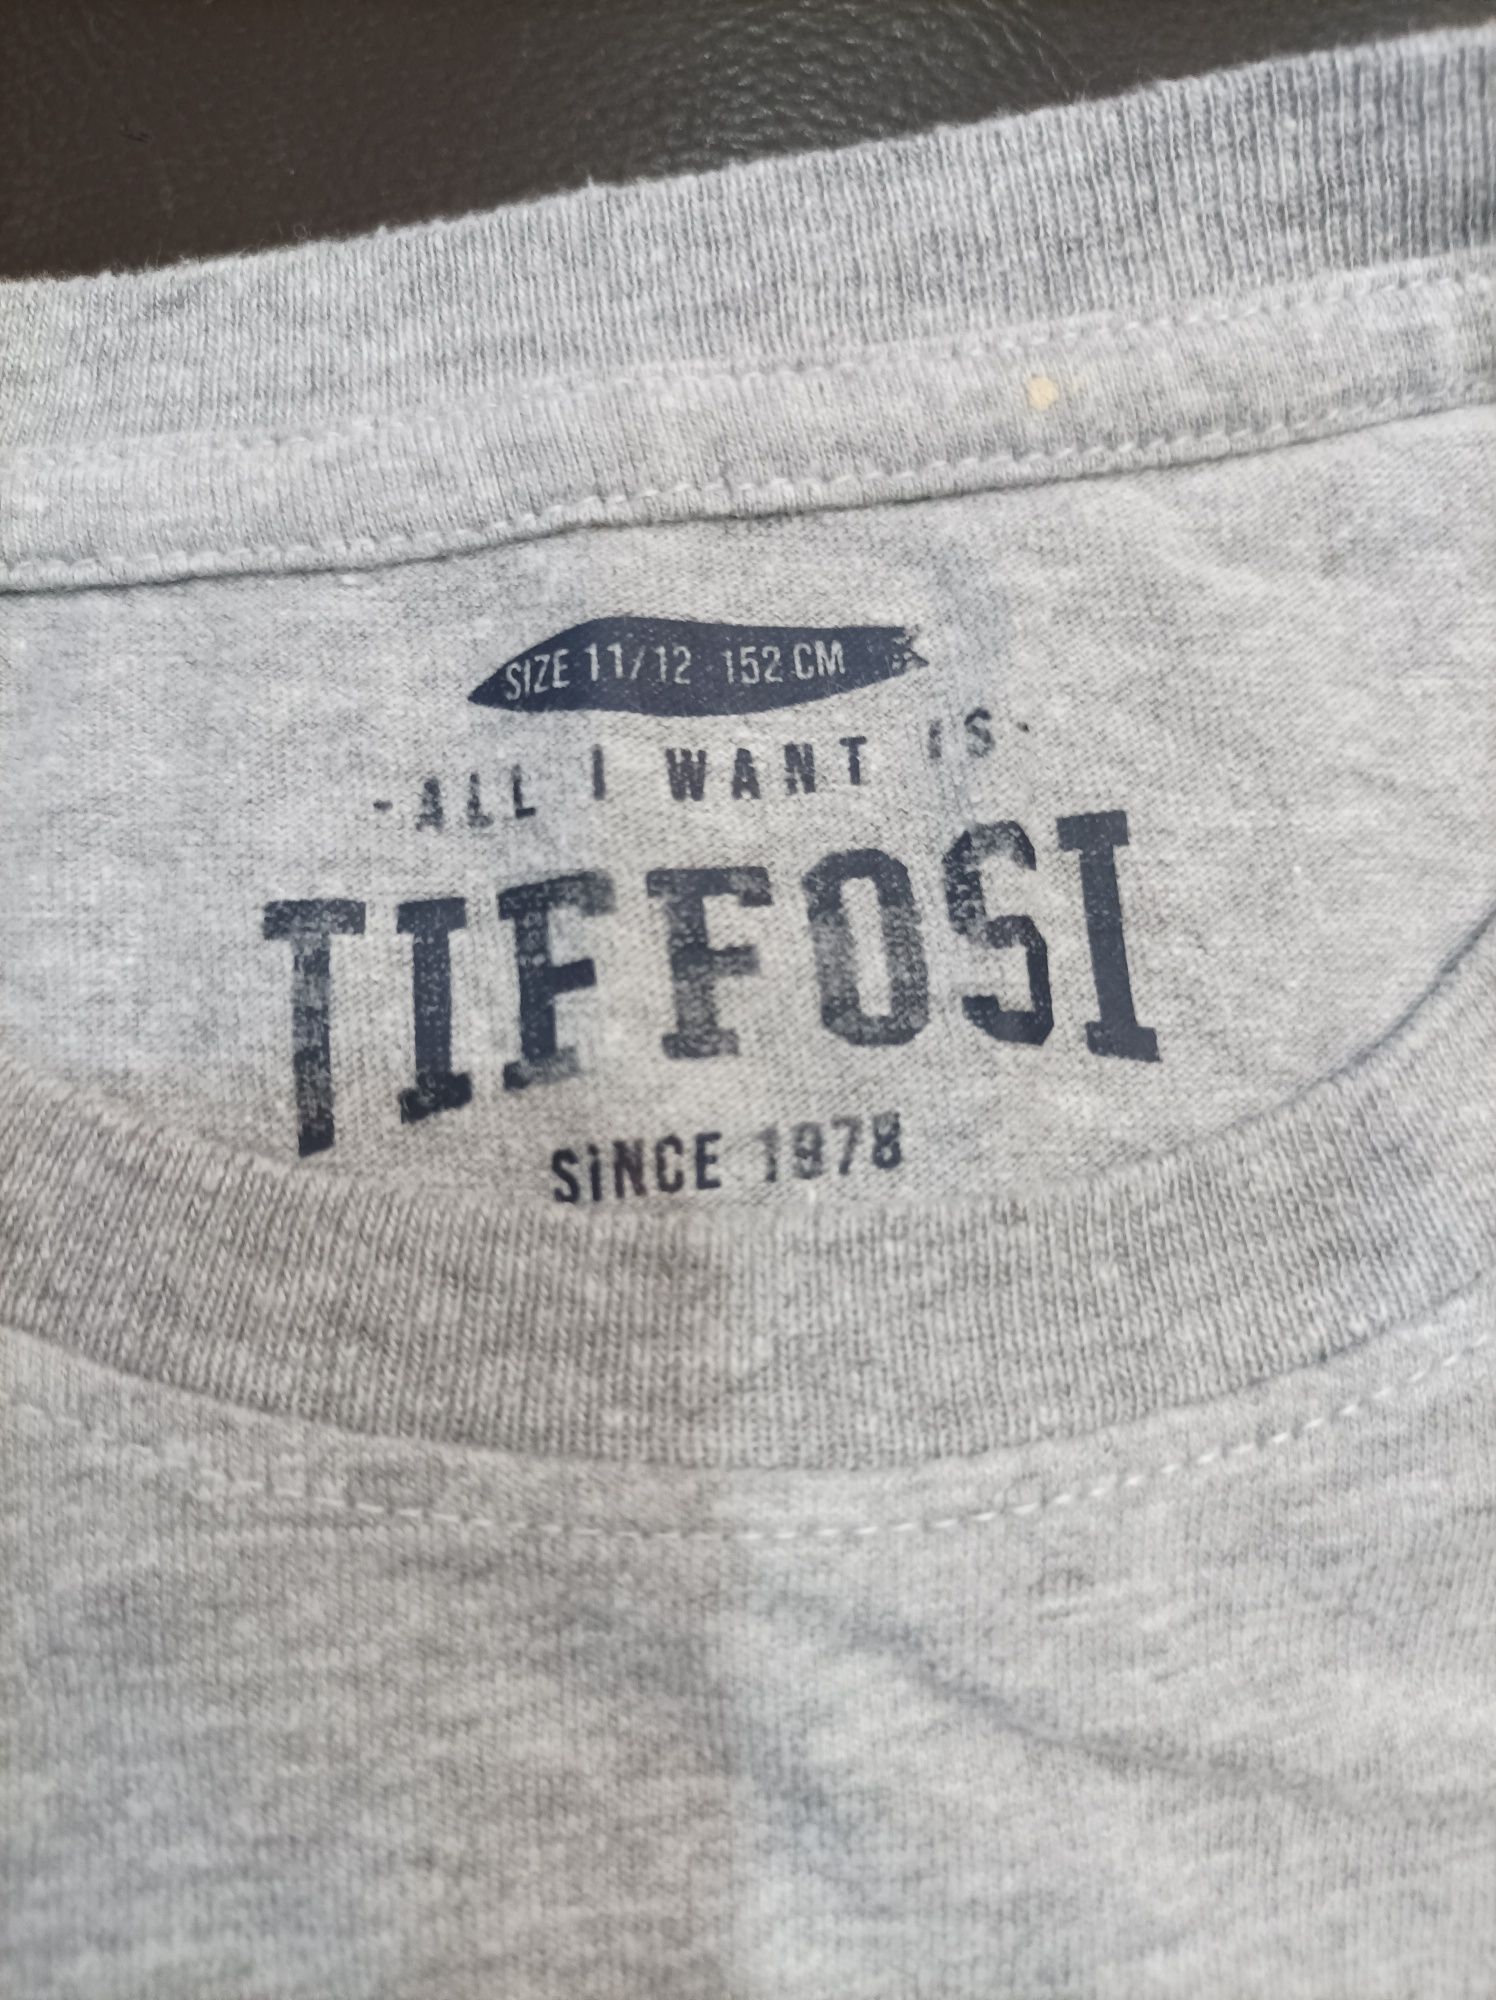 SIZE 11/12 152 CM
-ALL I WANT IS-
TIFFOSI
SINCE 1978